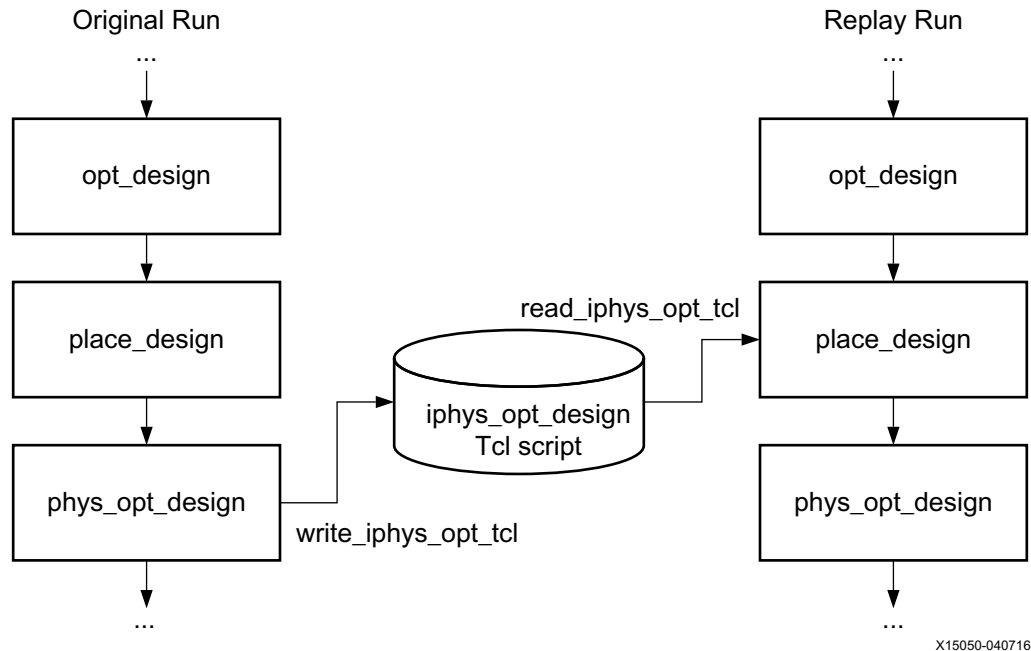 Original Run
...
opt_design
place_design
phys_opt_design
...
write_iphys_opt_tcl
iphys_opt_design
Tcl script
read_iphys_opt_tcl
Replay Run
...
opt_design
place_design
phys_opt_design
...
X15050-040716